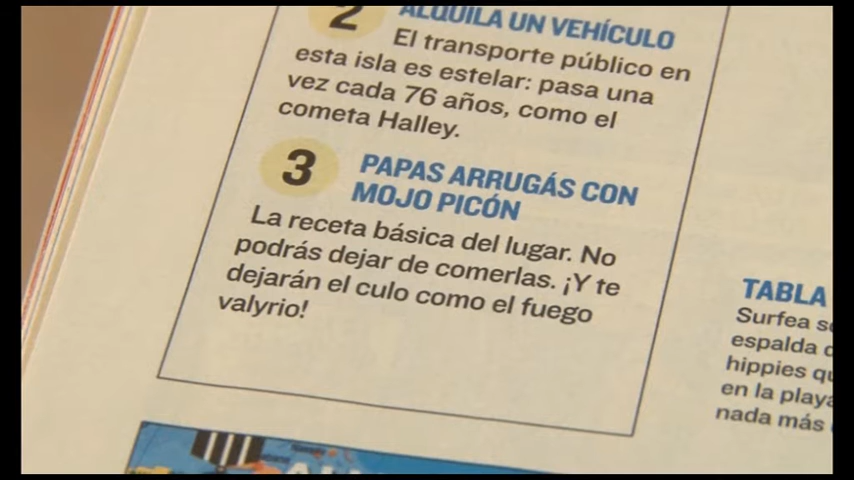 2 ALQUILA UN VEHÍCULO
El transporte público en
esta isla es estelar: pasa una
vez cada 76 años, como el
cometa Halley.
3 PAPAS ARRUGÁS CON
MOJO PICÓN
La receta básica del lugar. No
podrás dejar de comerlas. ¡Y te
dejarán el culo como el fuego
valyrio!
TABLA
Surfea
espalda
hippies
en la playa
nada más